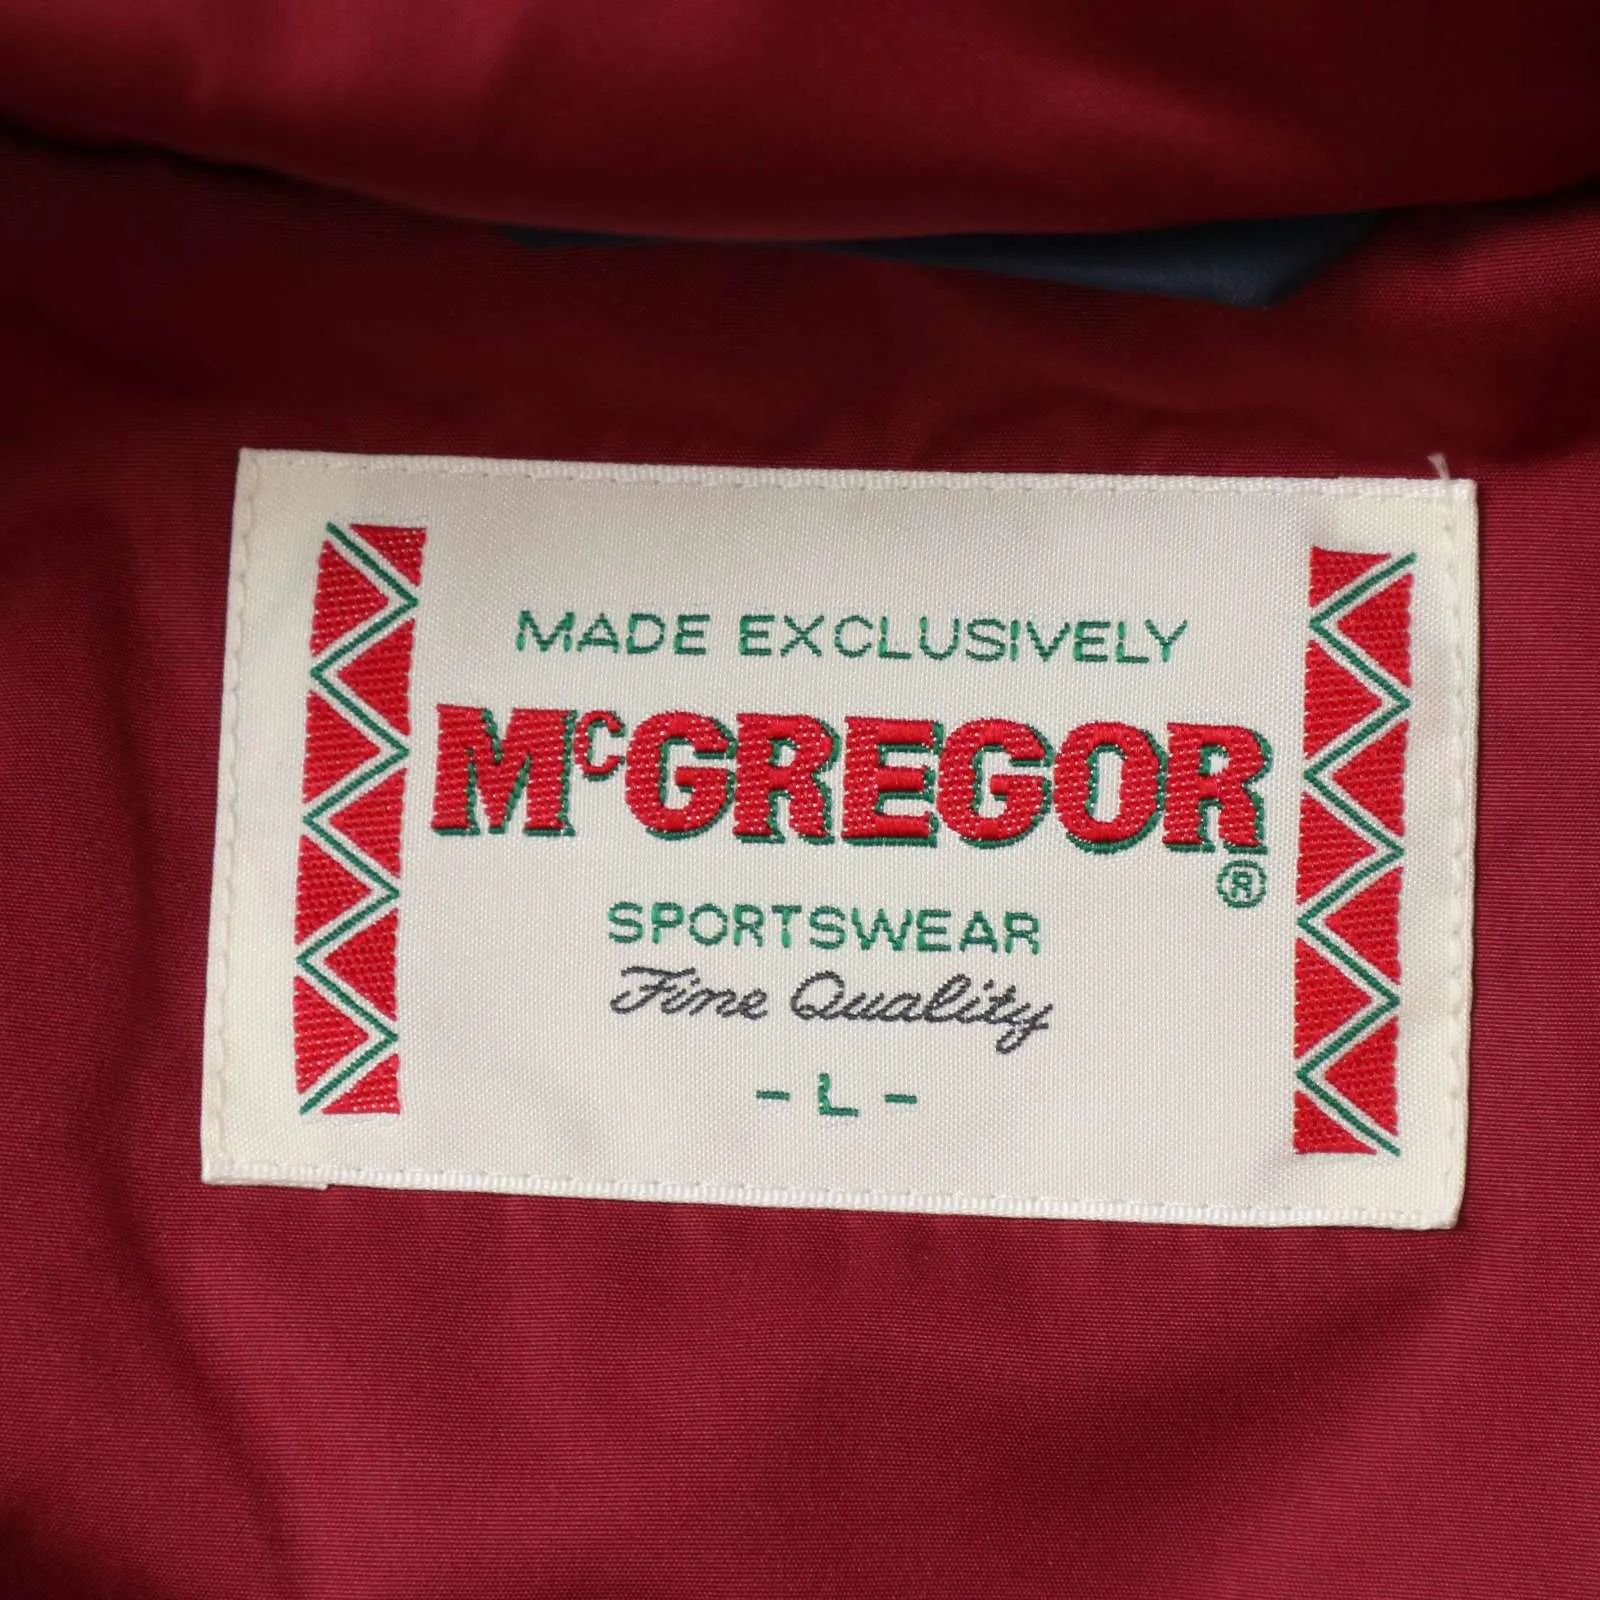 MADE EXCLUSIVELY
McGREGOR
®
SPORTSWEAR
Fine Quality
- L -